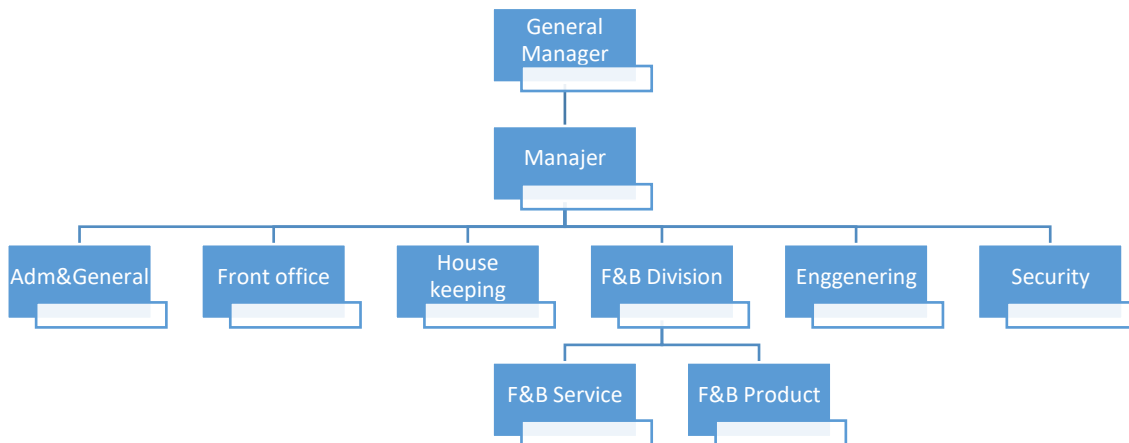 General
Manager
Manajer
Adm&General
Front office
House
keeping
F&B Division
Enggenering
Security
F&B Service
F&B Product